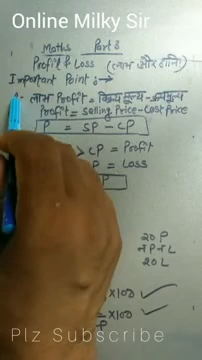 Online Milky Sir
Maths Part 3
Profit & Loss (लाभ और हानि)
Important Point :→
लाभ Profit = विक्रय मूल्य - क्रयमूल्य
Profit = Selling Price - Cost Price
P = SP - CP
> CP = Profit
P = Loss
P
20 P
न P न L
20 L
x100 ✓
x100 ✓
P
Plz Subscribe